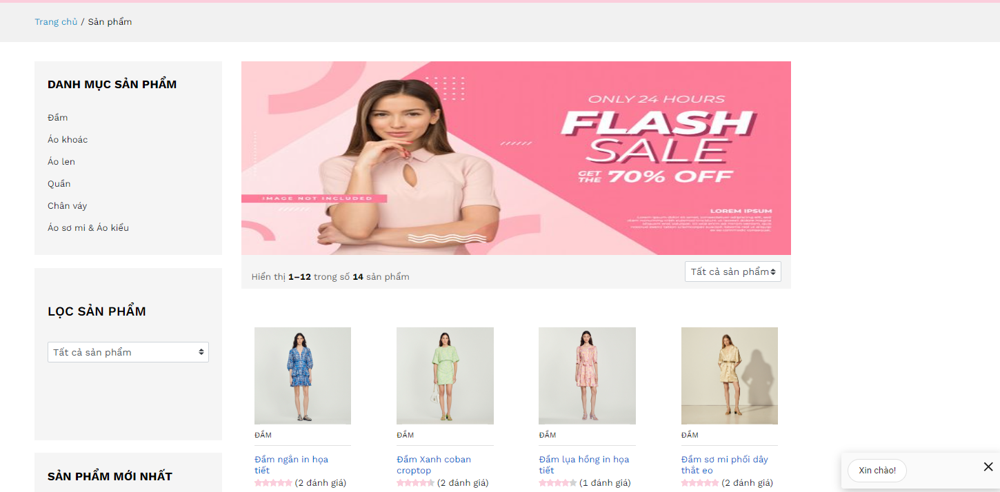 Trang chủ / Sản phẩm
DANH MỤC SẢN PHẨM
Đầm
Áo khoác
Áo len
Quần
Chân váy
Áo sơ mi & Áo kiểu
LỌC SẢN PHẨM
Tất cả sản phẩm
SẢN PHẨM MỚI NHẤT
ONLY 24 HOURS
FLASH
SALE
GET THE 70% OFF
IMAGE NOT INCLUDED
LOREM IPSUM
Hiển thị 1–12 trong số 14 sản phẩm
Tất cả sản phẩm
ĐẦM
Đầm ngắn in họa
tiết
(2 đánh giá)
ĐẦM
Đầm Xanh coban
croptop
(2 đánh giá)
ĐẦM
Đầm lụa hồng in họa
tiết
(1 đánh giá)
ĐẦM
Đầm sơ mi phối dây
thắt eo
(2 đánh giá)
Xin chào!